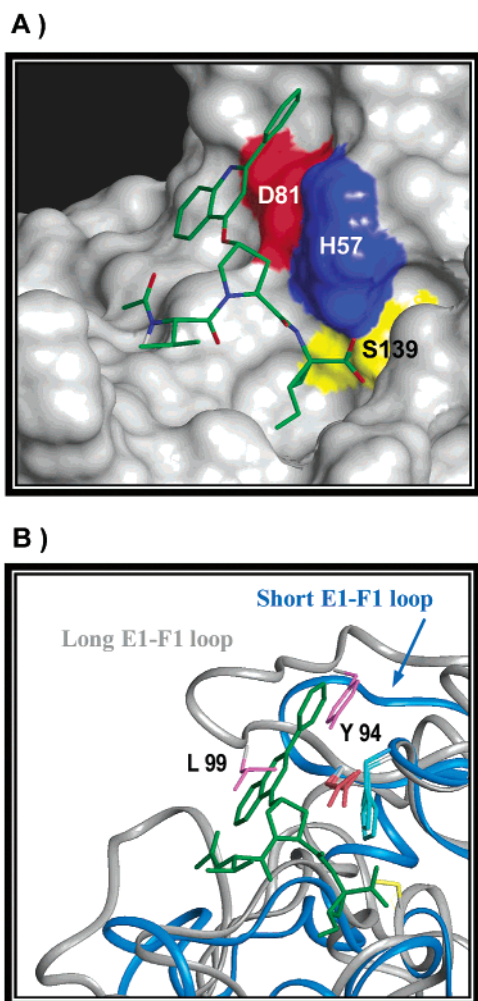 A )
D81
H57
S139
B )
Short E1-F1 loop
Long E1-F1 loop
Y 94
L 99